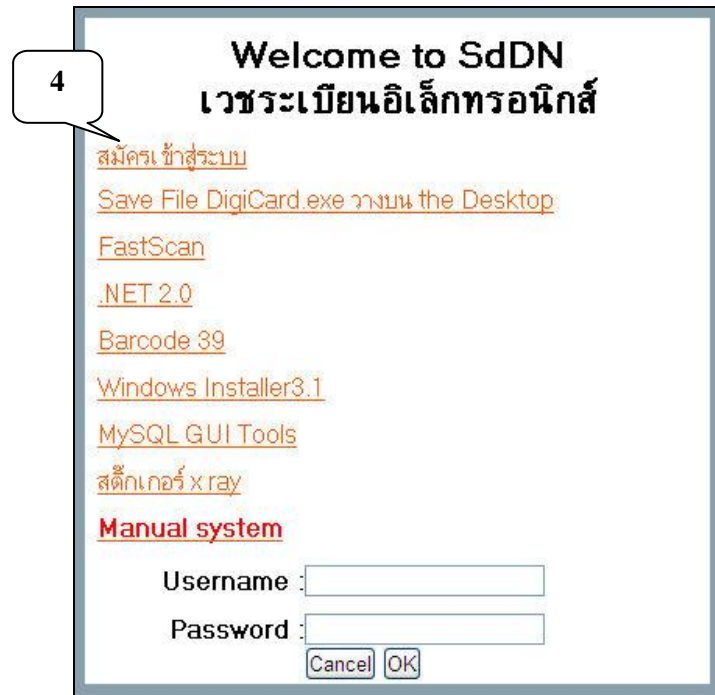 Welcome to SdDN
เวชระเบียนอิเล็กทรอนิกส์
4
สมัครเข้าสู่ระบบ
Save File DigiCard.exe วางบน the Desktop
FastScan
.NET 2.0
Barcode 39
Windows Installer3.1
MySQL GUI Tools
สติ๊กเกอร์ x ray
Manual system
Username :
Password :
Cancel OK